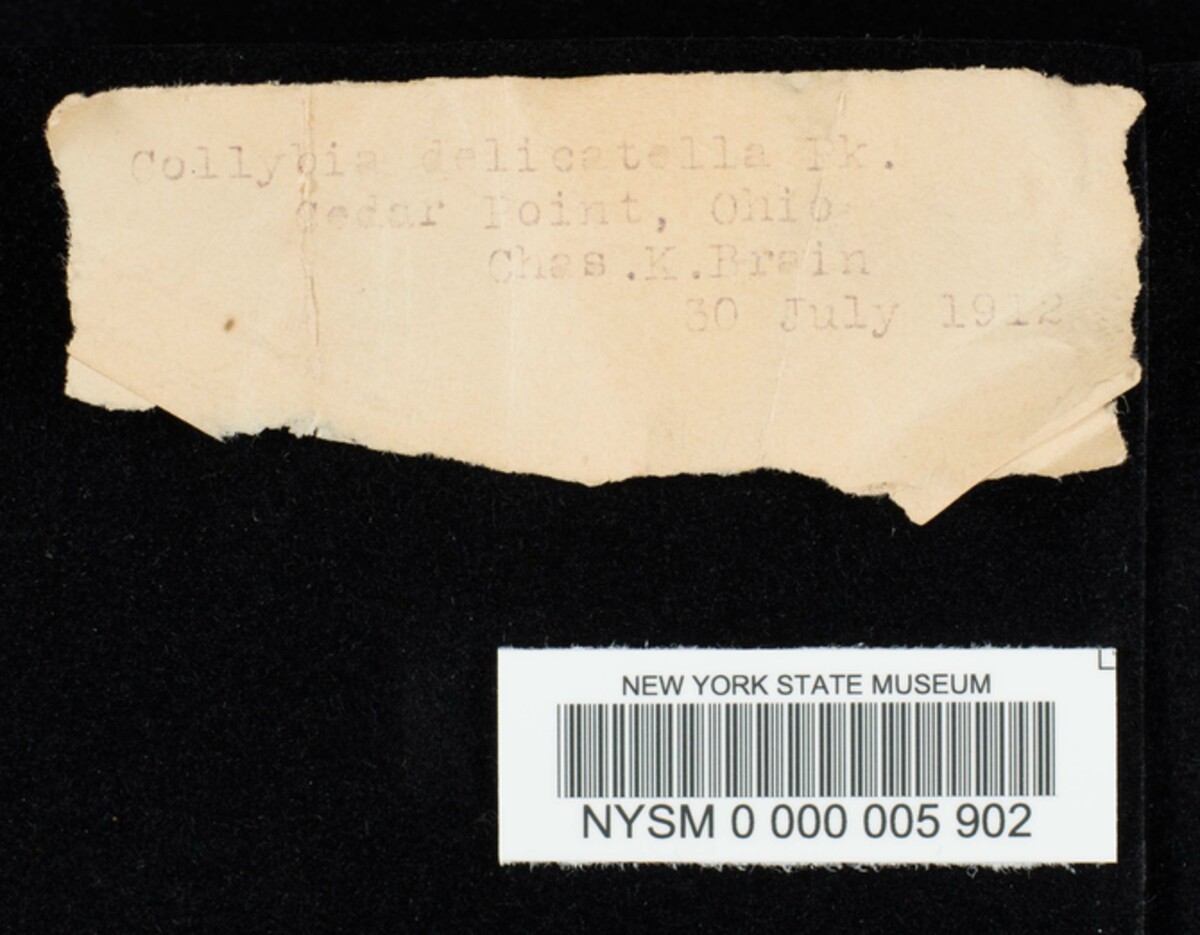 Collybia delicatella Pk.
Cedar Point, Ohio
Chas.K.Brain
30 July 1912
NEW YORK STATE MUSEUM
NYSM 0 000 005 902